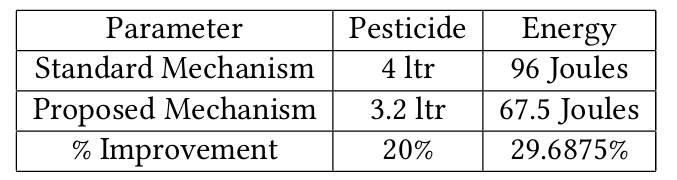 Parameter Pesticide Energy
Standard Mechanism 4 ltr 96 Joules
Proposed Mechanism 3.2 ltr 67.5 Joules
% Improvement 20% 29.6875%